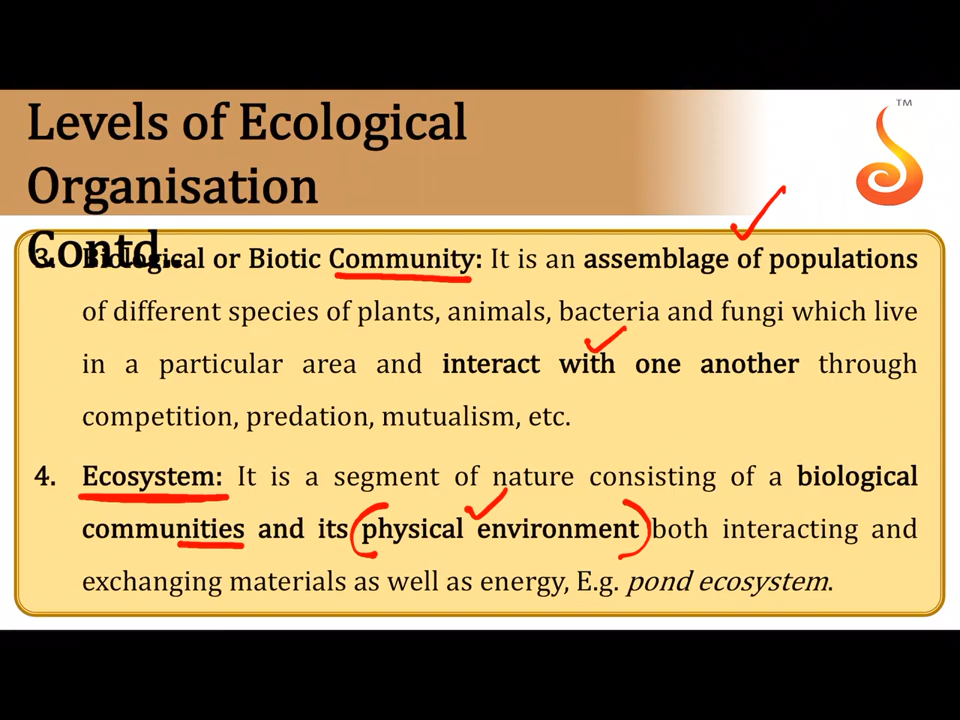 Levels of Ecological
TM
Organisation
Contd..
3. Biological or Biotic Community: It is an assemblage of populations
of different species of plants, animals, bacteria and fungi which live
in a particular area and interact with one another through
competition, predation, mutualism, etc.
4. Ecosystem: It is a segment of nature consisting of a biological
communities and its physical environment both interacting and
exchanging materials as well as energy, E.g. pond ecosystem.